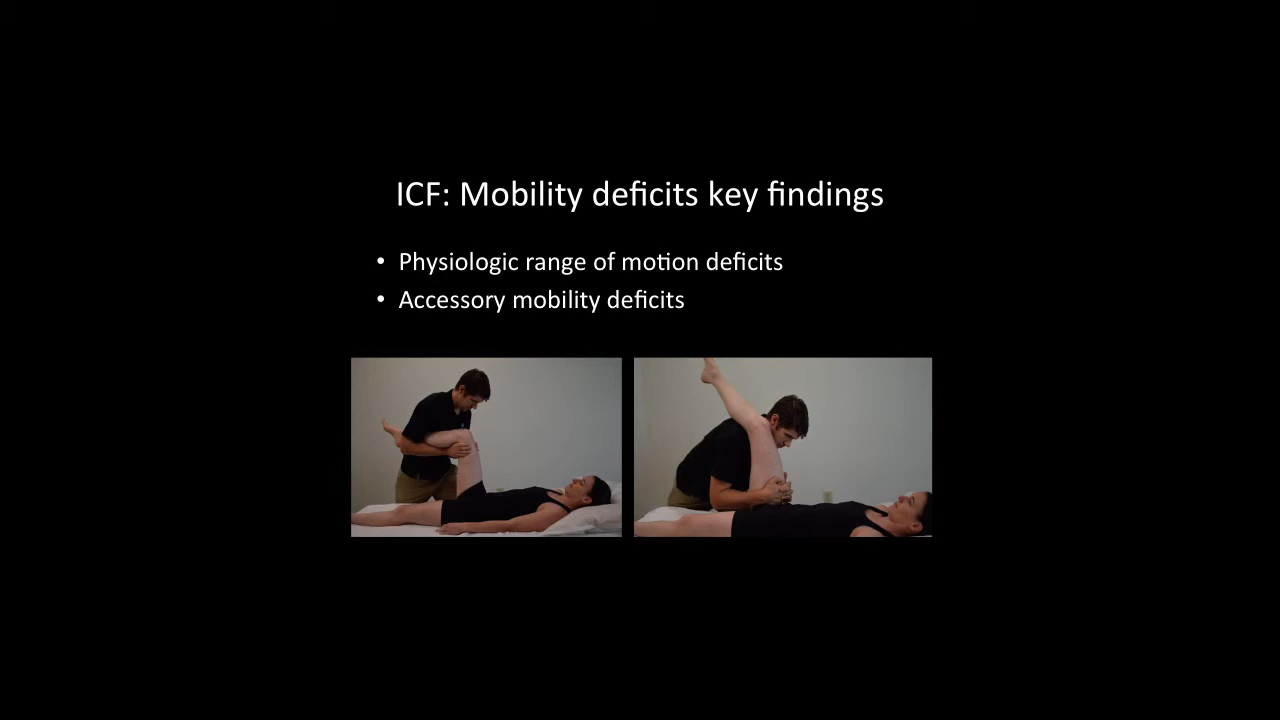 ICF: Mobility deficits key findings
• Physiologic range of motion deficits
• Accessory mobility deficits